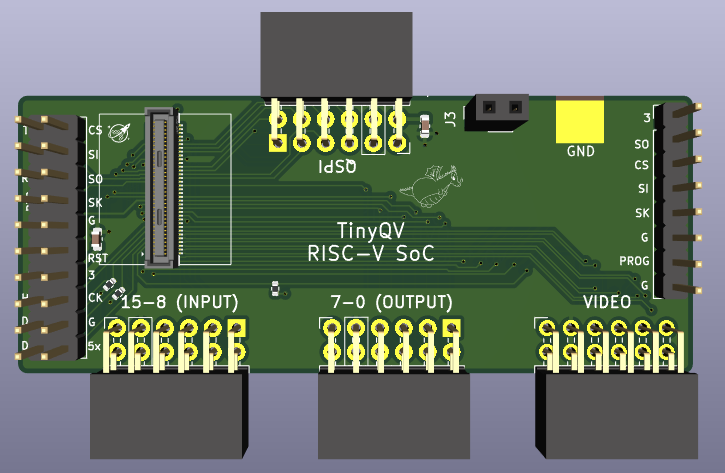 CS
SI
SO
SK
G
RST
3
CK
G
5x
QSPI
J3
GND
3
SO
CS
SI
SK
G
PROG
G
TinyQV
RISC-V SoC
15-8 (INPUT)
7-0 (OUTPUT)
VIDEO